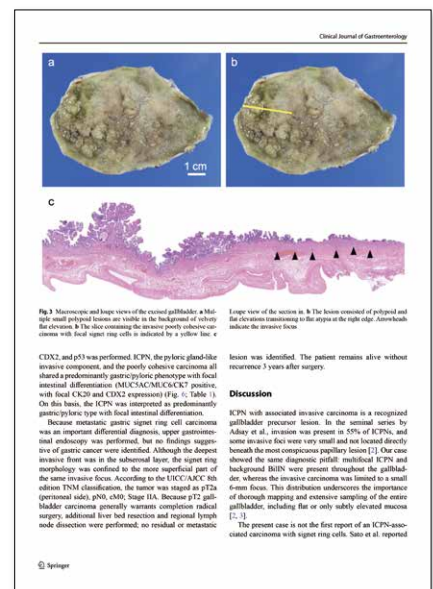 Clinical Journal of Gastroenterology
a
b
1 cm
c
Fig. 3 Macroscopic and loupe views of the excised gallbladder. a Mul-
tiple small polypoid lesions are visible in the background of velvety
flat elevation. b The slice containing the invasive poorly cohesive car-
cinoma with focal signet ring cells is indicated by a yellow line. c
Loupe view of the section in. b The lesion consisted of polypoid and
flat elevations transitioning to flat atypia at the right edge. Arrowheads
indicate the invasive focus
CDX2, and p53 was performed. ICPN, the pyloric gland-like
invasive component, and the poorly cohesive carcinoma all
shared a predominantly gastric/pyloric phenotype with focal
intestinal differentiation (MUC5AC/MUC6/CK7 positive,
with focal CK20 and CDX2 expression) (Fig. 6; Table 1).
On this basis, the ICPN was interpreted as predominantly
gastric/pyloric type with focal intestinal differentiation.
Because metastatic gastric signet ring cell carcinoma
was an important differential diagnosis, upper gastrointes-
tinal endoscopy was performed, but no findings sugges-
tive of gastric cancer were identified. Although the deepest
invasive front was in the subserosal layer, the signet ring
morphology was confined to the more superficial part of
the same invasive focus. According to the UICC/AJCC 8th
edition TNM classification, the tumor was staged as pT2a
(peritoneal side), pN0, cM0; Stage IIA. Because pT2 gall-
bladder carcinoma generally warrants completion radical
surgery, additional liver bed resection and regional lymph
node dissection were performed; no residual or metastatic
lesion was identified. The patient remains alive without
recurrence 3 years after surgery.
Discussion
ICPN with associated invasive carcinoma is a recognized
gallbladder precursor lesion. In the seminal series by
Adsay et al., invasion was present in 55% of ICPNs, and
some invasive foci were very small and not located directly
beneath the most conspicuous papillary lesion [2]. Our case
showed the same diagnostic pitfall: multifocal ICPN and
background BilIN were present throughout the gallblad-
der, whereas the invasive carcinoma was limited to a small
6-mm focus. This distribution underscores the importance
of thorough mapping and extensive sampling of the entire
gallbladder, including flat or only subtly elevated mucosa
[2, 3].
The present case is not the first report of an ICPN-asso-
ciated carcinoma with signet ring cells. Sato et al. reported
Springer